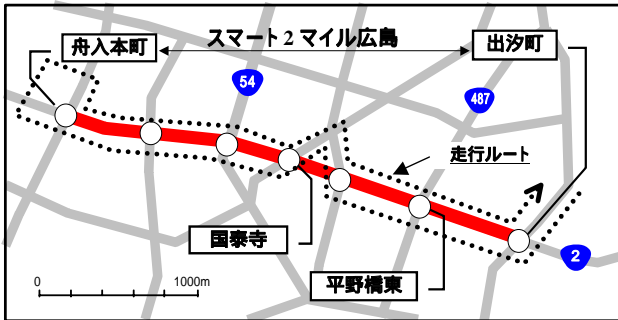 舟入本町
スマート2マイル広島
出汐町
54
487
走行ルート
国泰寺
平野橋東
2
0
1000m